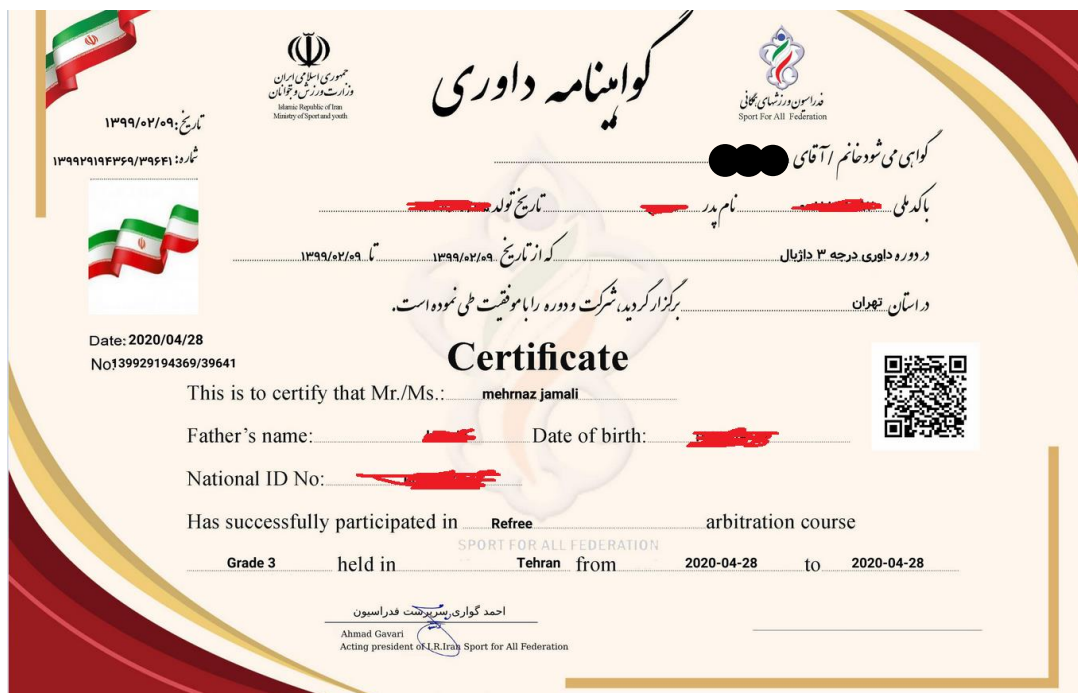 گواهینامه داوری
جمهوری اسلامی ایران
وزارت ورزش و جوانان
Islamic Republic of Iran
Ministry of Sport and youth
فدراسیون ورزشهای همگانی
Sport For All Federation
تاریخ: ۱۳۹۹/۰۲/۰۹
شماره: ۱۳۹۹۲۹۱۹۴۳۶۹/۳۹۶۴۱
گواهی می شود خانم / آقای
با کد ملی نام پدر تاریخ تولد
در دوره داوری درجه ۳ داژبال که از تاریخ ۱۳۹۹/۰۲/۰۹ تا ۱۳۹۹/۰۲/۰۹
در استان تهران برگزار گردید، شرکت و دوره را با موفقیت طی نموده است.
Date: 2020/04/28
No:139929194369/39641
Certificate
This is to certify that Mr./Ms.: mehrnaz jamali
Father's name: Date of birth:
National ID No:
Has successfully participated in Refree arbitration course
SPORT FOR ALL FEDERATION
Grade 3 held in Tehran from 2020-04-28 to 2020-04-28
احمد گواری سرپرست فدراسیون
Ahmad Gavari
Acting president of I.R.Iran Sport for All Federation